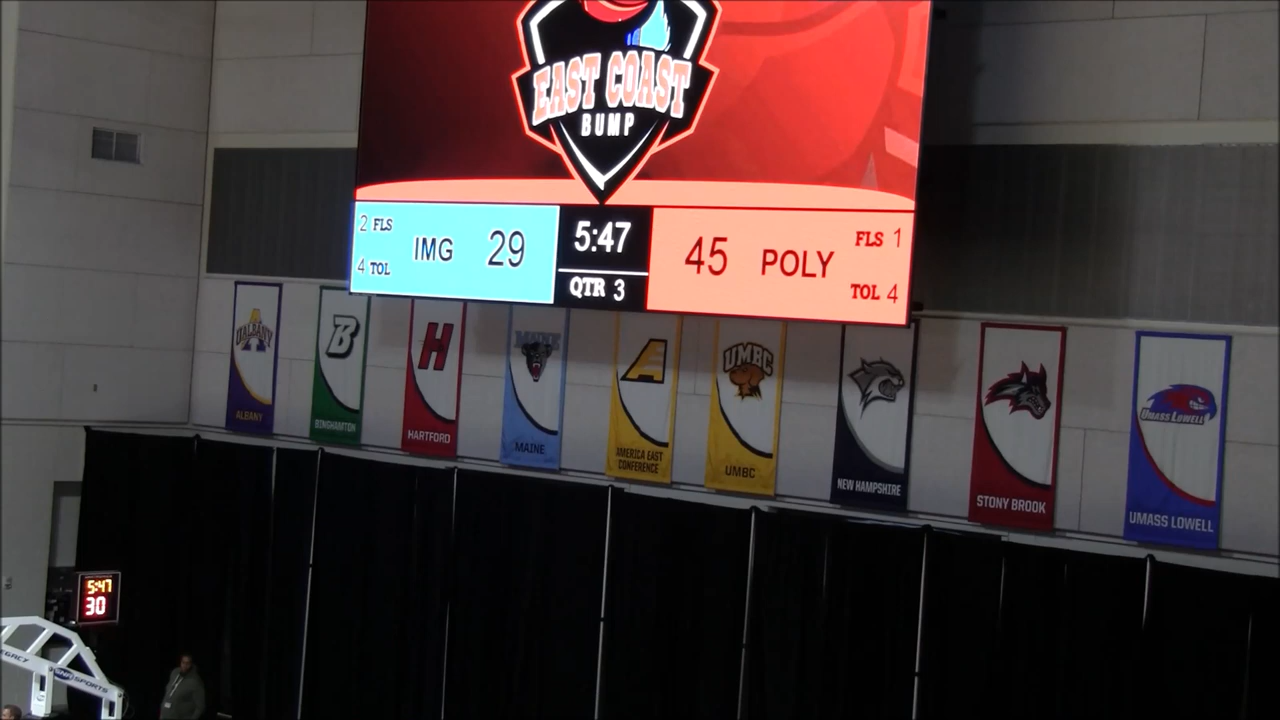 EAST COAST
BUMP
2 FLS
4 TOL
IMG 29
5:47
QTR 3
45 POLY
FLS 1
TOL 4
UALBANY
ALBANY
B
BINGHAMTON
H
HARTFORD
MAINE
MAINE
A
AMERICA EAST
CONFERENCE
UMBC
UMBC
NEW HAMPSHIRE
STONY BROOK
UMASS LOWELL
UMASS LOWELL
5:47
30